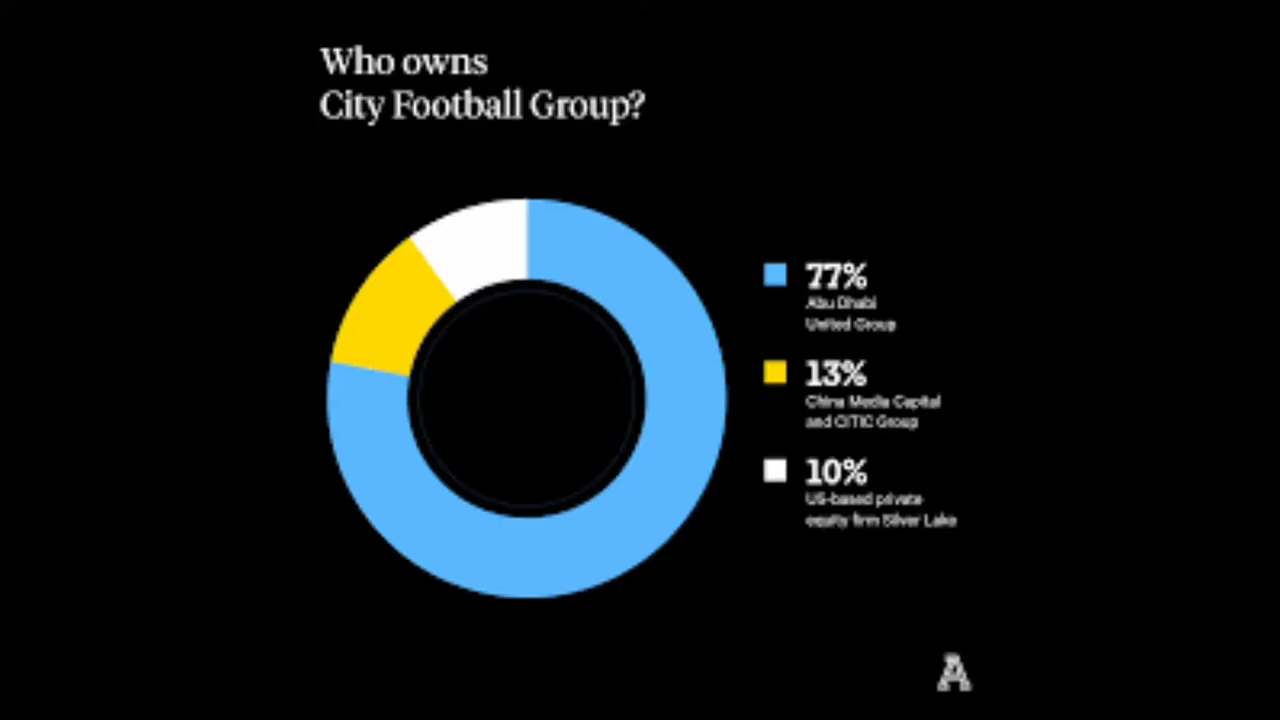 Who owns
City Football Group?
77%
Abu Dhabi
United Group
13%
China Media Capital
and CITIC Group
10%
US-based private
equity firm Silver Lake
A